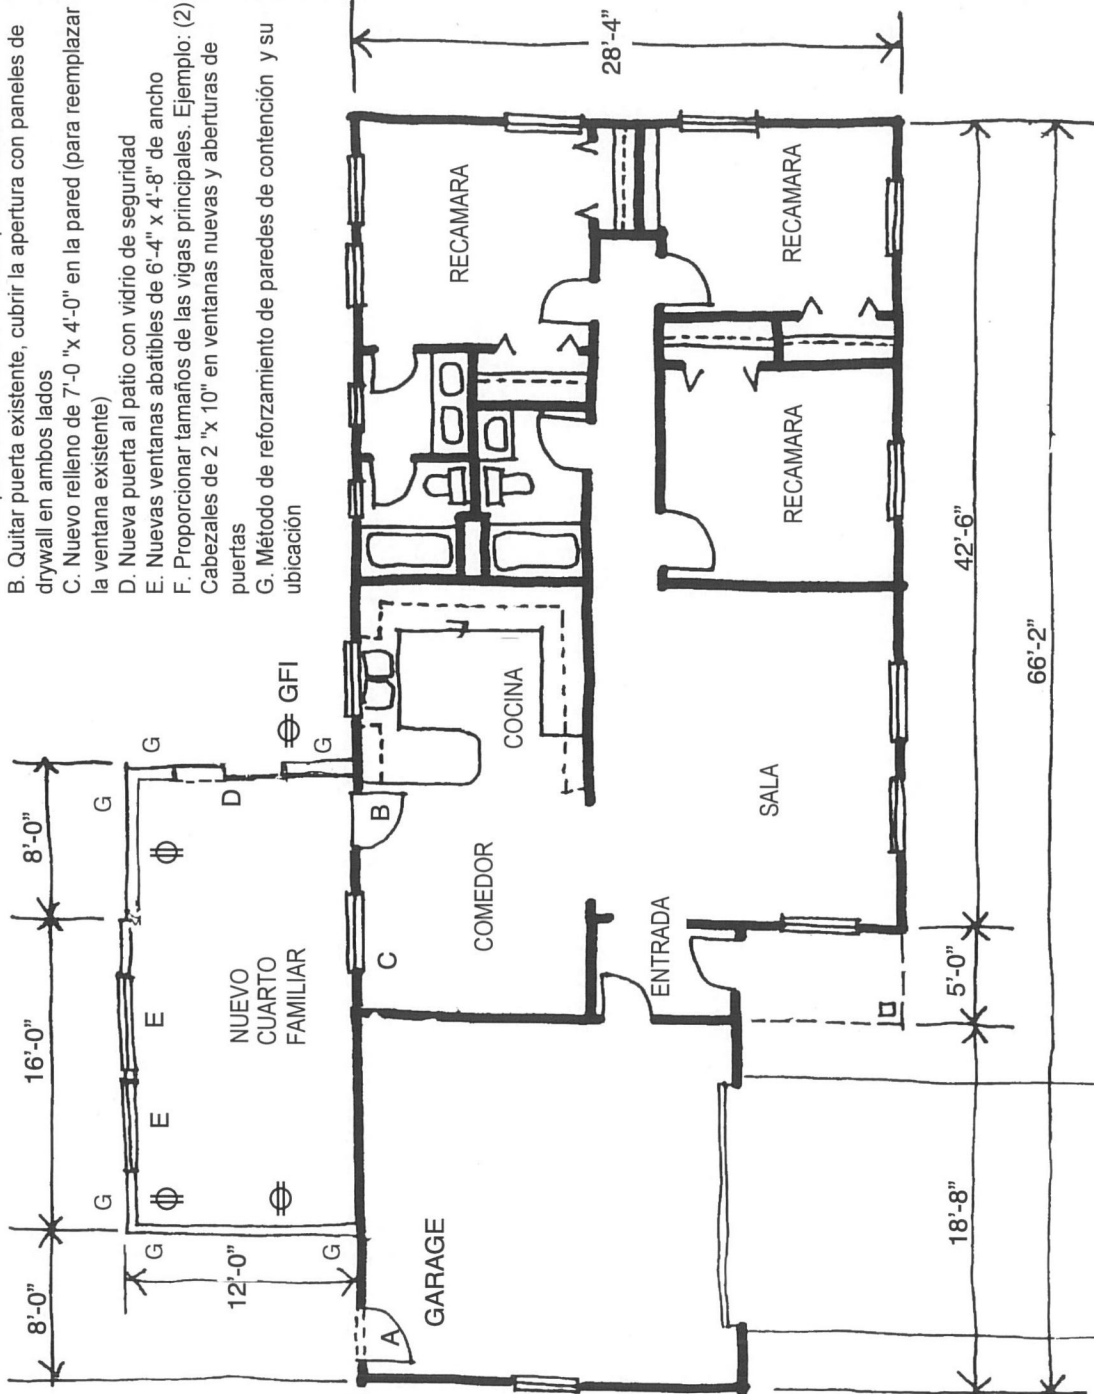 B. Quitar puerta existente, cubrir la apertura con paneles de
drywall en ambos lados
C. Nuevo relleno de 7'-0 "x 4'-0" en la pared (para reemplazar
la ventana existente)
D. Nueva puerta al patio con vidrio de seguridad
E. Nuevas ventanas abatibles de 6'-4" x 4'-8" de ancho
F. Proporcionar tamaños de las vigas principales. Ejemplo: (2)
Cabezales de 2 "x 10" en ventanas nuevas y aberturas de
puertas
G. Método de reforzamiento de paredes de contención y su
ubicación
8'-0"
16'-0"
8'-0"
12'-0"
G
G
G
G
G
G
E
E
D
GFI
NUEVO
CUARTO
FAMILIAR
28'-4"
A
C
B
GARAGE
COMEDOR
COCINA
RECAMARA
ENTRADA
SALA
RECAMARA
RECAMARA
18'-8"
5'-0"
42'-6"
66'-2"